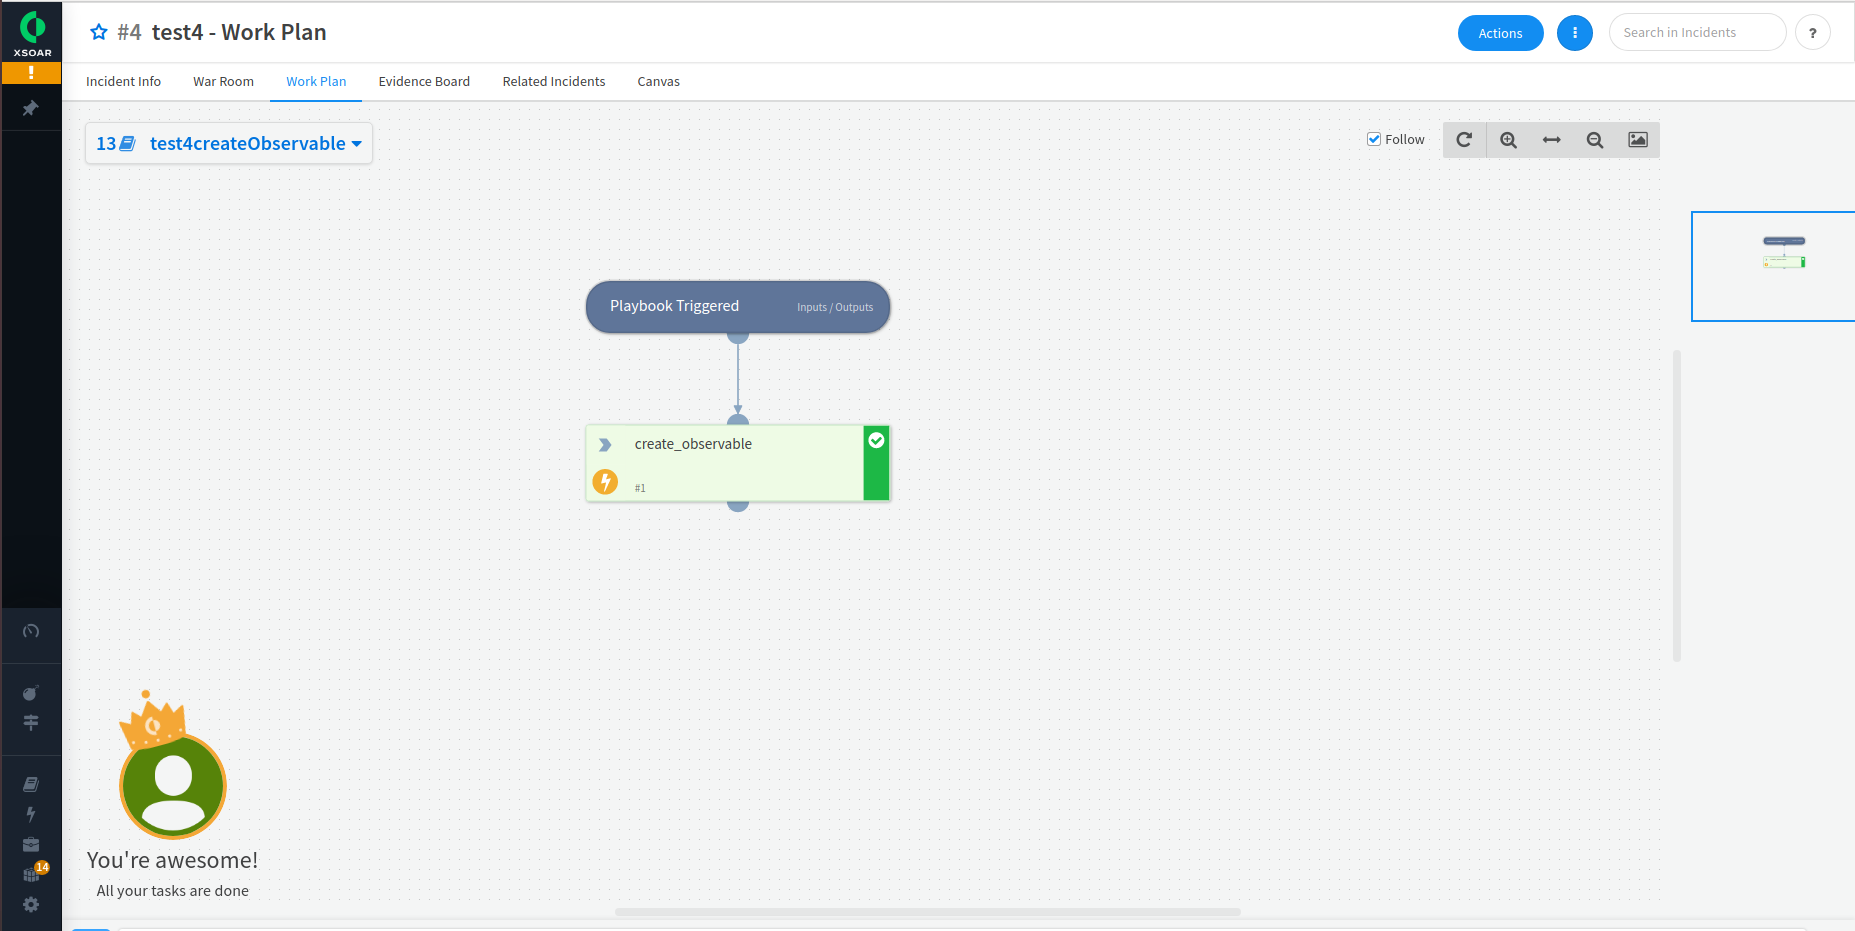 XSOAR
#4 test4 - Work Plan
Actions
Search in Incidents
?
!
Incident Info
War Room
Work Plan
Evidence Board
Related Incidents
Canvas
13 test4createObservable
Follow
Playbook Triggered
Inputs / Outputs
create_observable
#1
14
You're awesome!
All your tasks are done